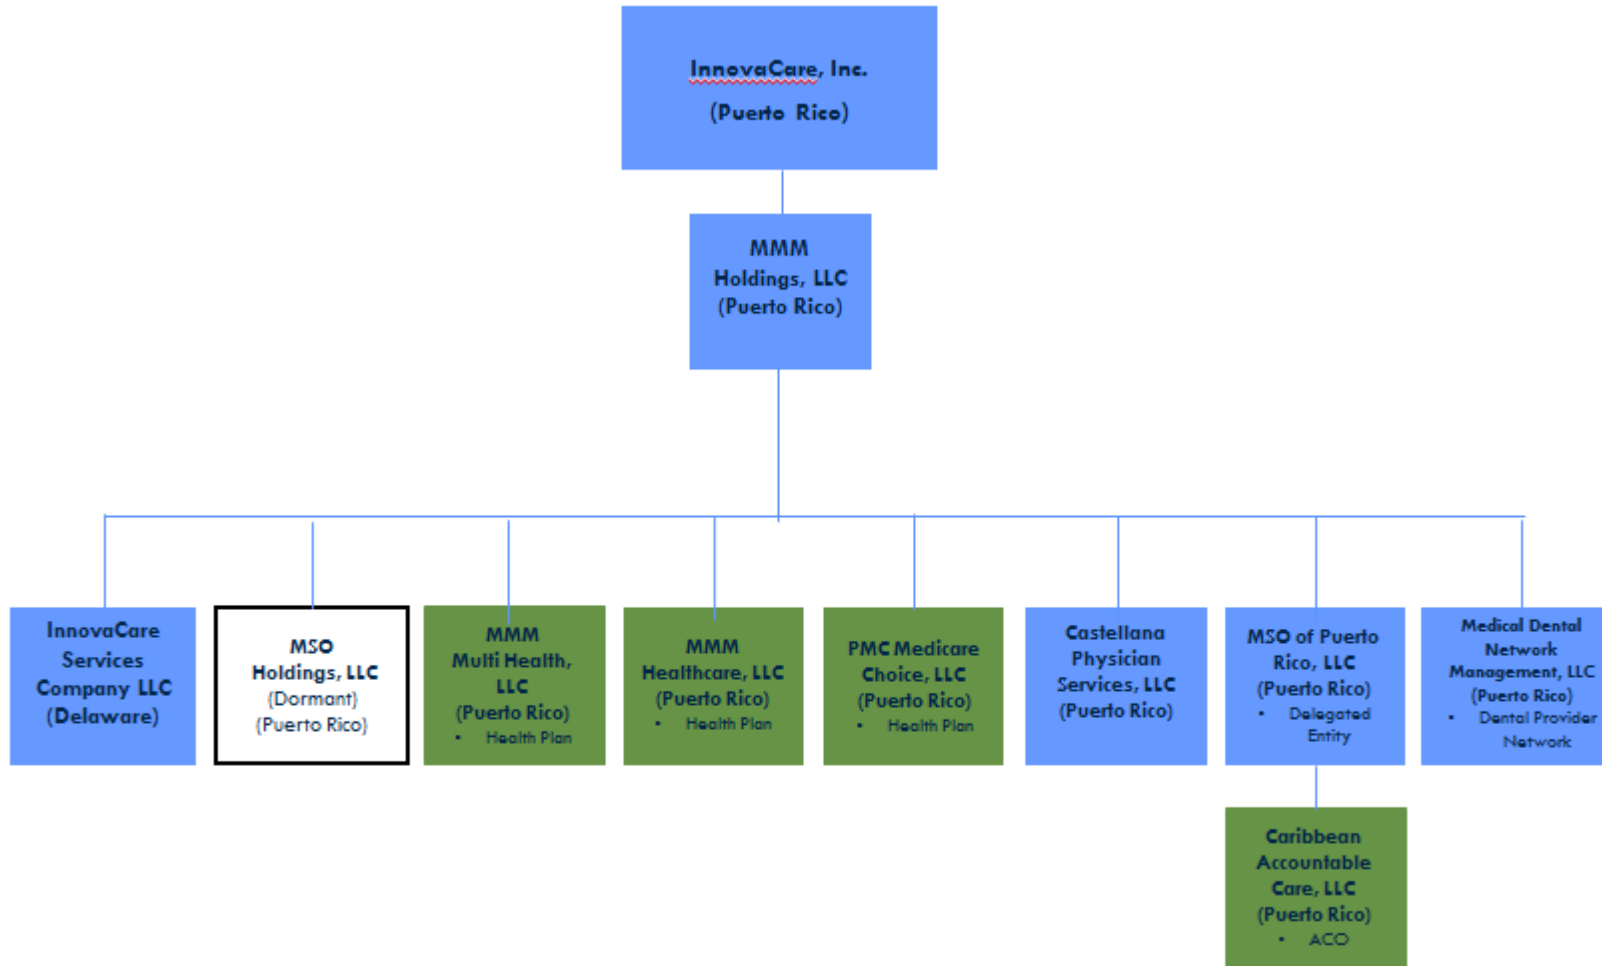 InnovaCare, Inc.
(Puerto Rico)
MMM
Holdings, LLC
(Puerto Rico)
InnovaCare
Services
Company LLC
(Delaware)
MSO
Holdings, LLC
(Dormant)
(Puerto Rico)
MMM
Multi Health,
LLC
(Puerto Rico)
• Health Plan
MMM
Healthcare, LLC
(Puerto Rico)
• Health Plan
PMC Medicare
Choice, LLC
(Puerto Rico)
• Health Plan
Castellana
Physician
Services, LLC
(Puerto Rico)
MSO of Puerto
Rico, LLC
(Puerto Rico)
• Delegated
Entity
Medical Dental
Network
Management, LLC
(Puerto Rico)
• Dental Provider
Network
Caribbean
Accountable
Care, LLC
(Puerto Rico)
• ACO